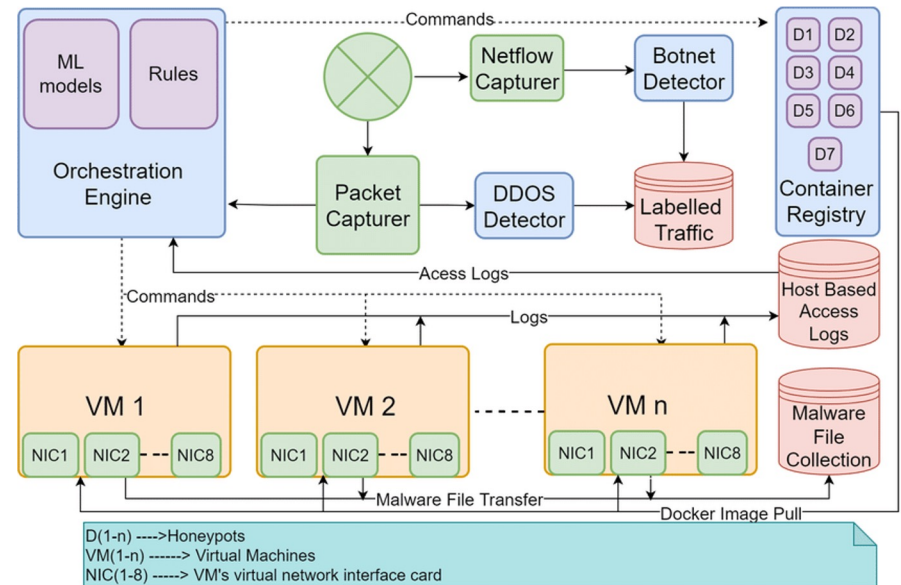 Commands
ML
models
Rules
Orchestration
Engine
Netflow
Capturer
Botnet
Detector
D1
D2
D3
D4
D5
D6
D7
Container
Registry
Packet
Capturer
DDOS
Detector
Labelled
Traffic
Acess Logs
Host Based
Access
Logs
Commands
Logs
VM 1
NIC1
NIC2
NIC8
VM 2
NIC1
NIC2
NIC8
VM n
NIC1
NIC2
NIC8
Malware
File
Collection
Malware File Transfer
Docker Image Pull
D(1-n) ---->Honeypots
VM(1-n) ------> Virtual Machines
NIC(1-8) -----> VM's virtual network interface card